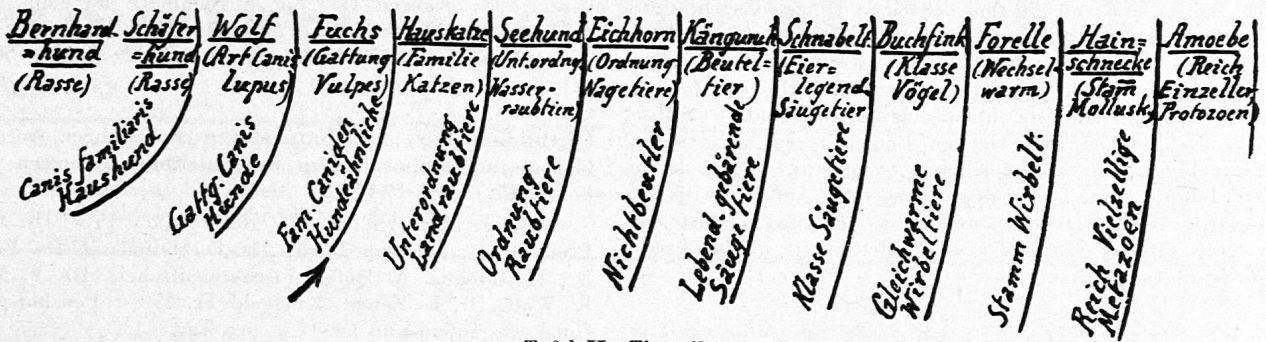 Bernhard-
=hund
(Rasse)
Schäfer
=hund
(Rasse)
Wolf
(Art Canis
lupus)
Fuchs
(Gattung
Vulpes)
Hauskatze
(Familie
Katzen)
Seehund
(Unt.ordng
Wasser-
raubtier)
Eichhorn
(Ordnung
Nagetiere)
Känguruh
(Beutel=
tier)
Schnabelt.
(Eier=
legend.
Säugetier
Buchfink
(Klasse
Vögel)
Forelle
(Wechsel-
warm)
Hain=
schnecke
(Stam̅
Mollusk)
Amoebe
(Reich
Einzeller
Protozoen)
Canis familiaris
Haushund
Gattg. Canis
Hunde
Fam. Caniden
Hundeähnliche
Unterordnung
Landraubtiere
Ordnung
Raubtiere
Nichtbeutler
Lebend-gebärende
Säugetiere
Klasse Säugetiere
Gleichwarme
Wirbeltiere
Stamm Wirbelt.
Reich Vielzellige
Metazoen